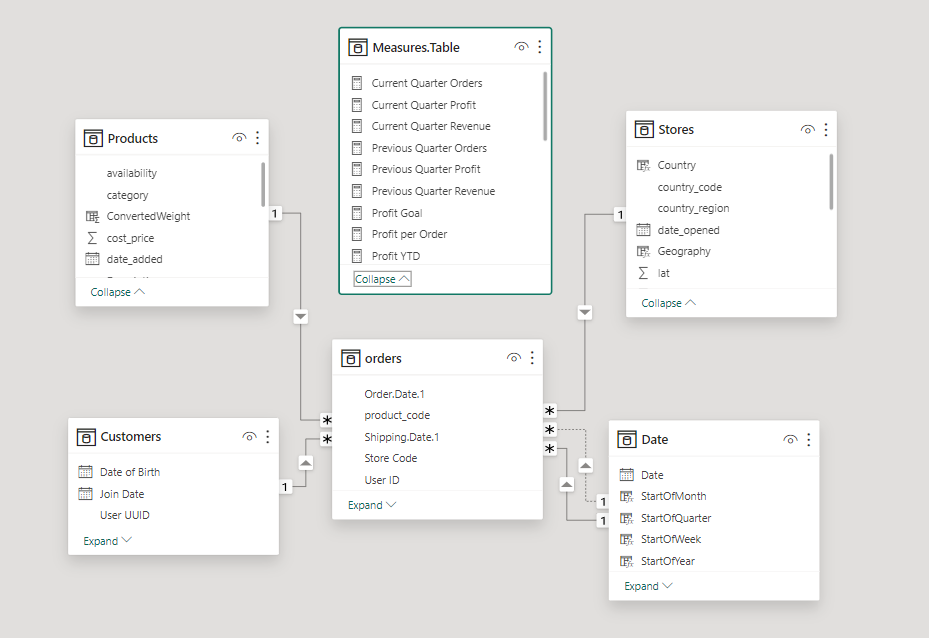 Measures.Table
Current Quarter Orders
Current Quarter Profit
Current Quarter Revenue
Previous Quarter Orders
Previous Quarter Profit
Previous Quarter Revenue
Profit Goal
Profit per Order
Profit YTD
Collapse
Products
availability
category
ConvertedWeight
cost_price
date_added
Collapse
1
Stores
Country
country_code
country_region
date_opened
Geography
lat
Collapse
1
orders
Order.Date.1
product_code
Shipping.Date.1
Store Code
User ID
Expand
*
*
*
*
*
Customers
Date of Birth
Join Date
User UUID
Expand
1
Date
Date
StartOfMonth
StartOfQuarter
StartOfWeek
StartOfYear
Expand
1
1